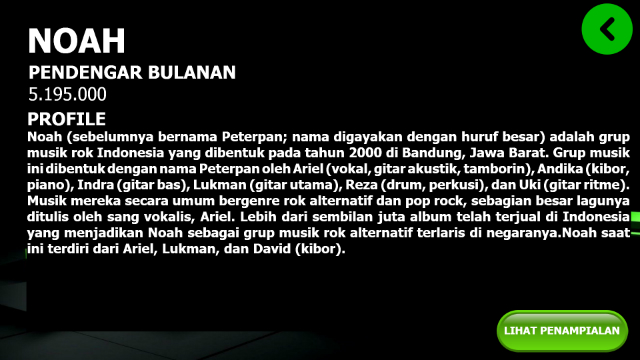 NOAH
PENDENGAR BULANAN
5.195.000
PROFILE
Noah (sebelumnya bernama Peterpan; nama digayakan dengan huruf besar) adalah grup
musik rok Indonesia yang dibentuk pada tahun 2000 di Bandung, Jawa Barat. Grup musik
ini dibentuk dengan nama Peterpan oleh Ariel (vokal, gitar akustik, tamborin), Andika (kibor,
piano), Indra (gitar bas), Lukman (gitar utama), Reza (drum, perkusi), dan Uki (gitar ritme).
Musik mereka secara umum bergenre rok alternatif dan pop rock, sebagian besar lagunya
ditulis oleh sang vokalis, Ariel. Lebih dari sembilan juta album telah terjual di Indonesia
yang menjadikan Noah sebagai grup musik rok alternatif terlaris di negaranya.Noah saat
ini terdiri dari Ariel, Lukman, dan David (kibor).
LIHAT PENAMPIALAN